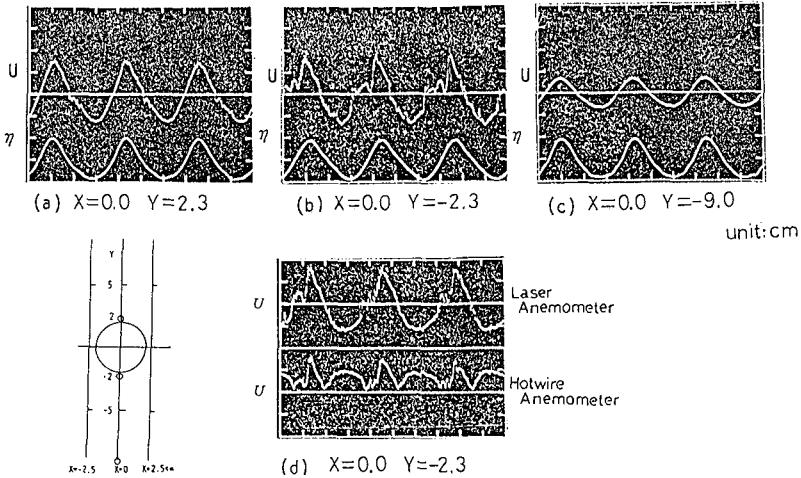 U
η
(a) X=0.0 Y=2.3
U
η
(b) X=0.0 Y=-2.3
U
η
(c) X=0.0 Y=-9.0
unit:cm
Y
5
2
-2
-5
X=-2.5 X=0 X=2.5cm
U
Laser
Anemometer
U
Hotwire
Anemometer
(d) X=0.0 Y=-2.3